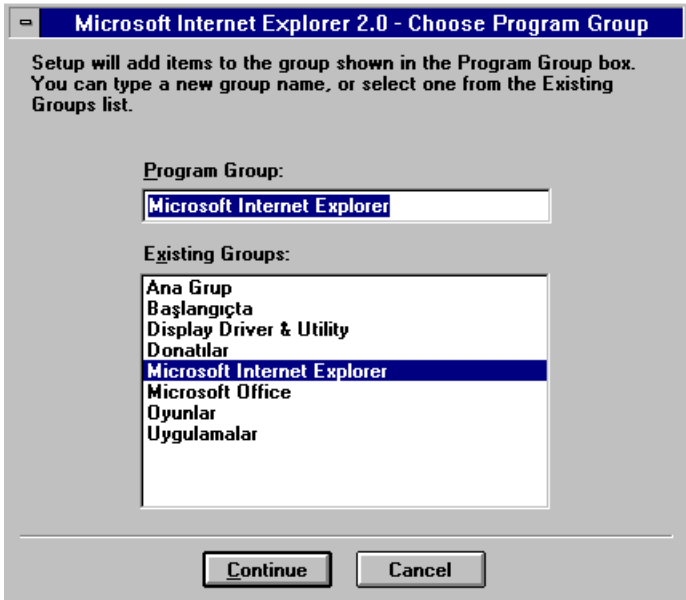 Microsoft Internet Explorer 2.0 - Choose Program Group
Setup will add items to the group shown in the Program Group box.
You can type a new group name, or select one from the Existing
Groups list.
Program Group:
Microsoft Internet Explorer
Existing Groups:
Ana Grup
Başlangıçta
Display Driver & Utility
Donatılar
Microsoft Internet Explorer
Microsoft Office
Oyunlar
Uygulamalar
Continue Cancel